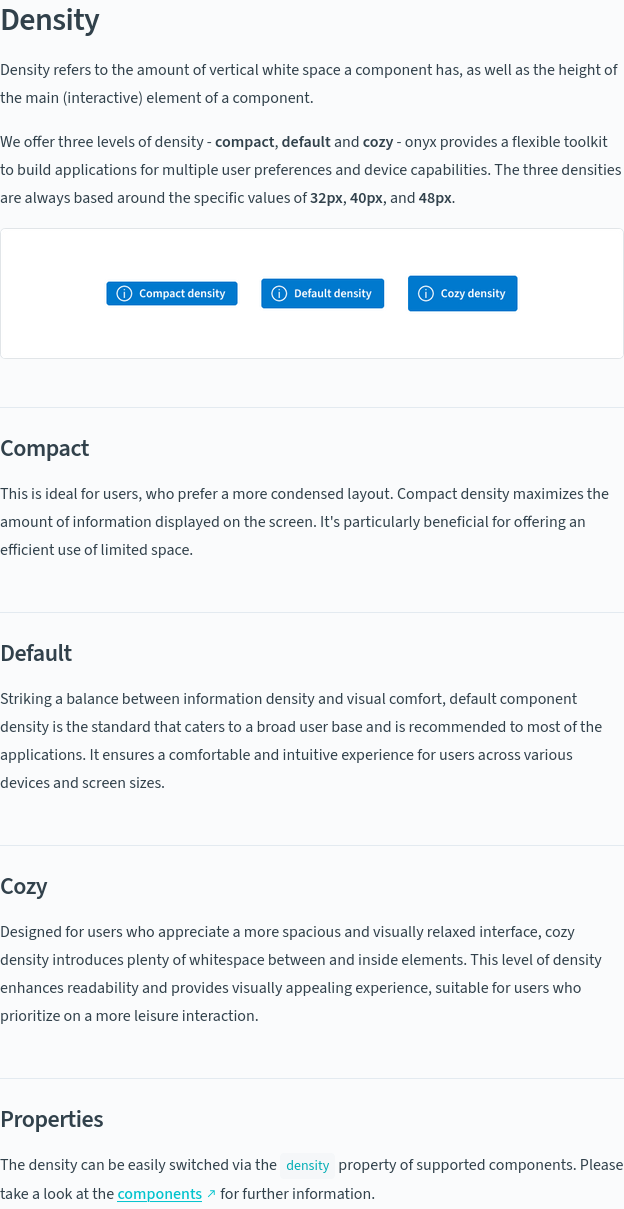 Density
Density refers to the amount of vertical white space a component has, as well as the height of
the main (interactive) element of a component.
We offer three levels of density - compact, default and cozy - onyx provides a flexible toolkit
to build applications for multiple user preferences and device capabilities. The three densities
are always based around the specific values of 32px, 40px, and 48px.
Compact density Default density Cozy density
Compact
This is ideal for users, who prefer a more condensed layout. Compact density maximizes the
amount of information displayed on the screen. It's particularly beneficial for offering an
efficient use of limited space.
Default
Striking a balance between information density and visual comfort, default component
density is the standard that caters to a broad user base and is recommended to most of the
applications. It ensures a comfortable and intuitive experience for users across various
devices and screen sizes.
Cozy
Designed for users who appreciate a more spacious and visually relaxed interface, cozy
density introduces plenty of whitespace between and inside elements. This level of density
enhances readability and provides visually appealing experience, suitable for users who
prioritize on a more leisure interaction.
Properties
The density can be easily switched via the density property of supported components. Please
take a look at the components ↗ for further information.